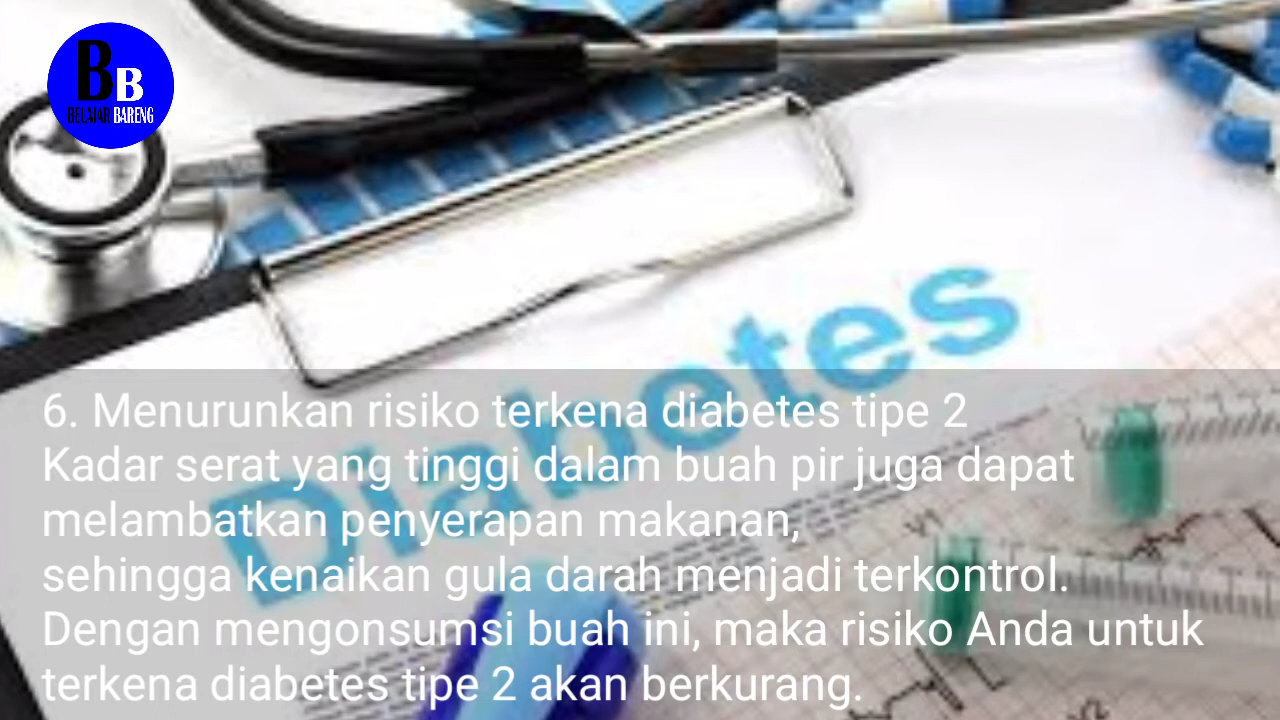 BB
BELAJAR BARENG
Diabetes
6. Menurunkan risiko terkena diabetes tipe 2
Kadar serat yang tinggi dalam buah pir juga dapat
melambatkan penyerapan makanan,
sehingga kenaikan gula darah menjadi terkontrol.
Dengan mengonsumsi buah ini, maka risiko Anda untuk
terkena diabetes tipe 2 akan berkurang.
V1